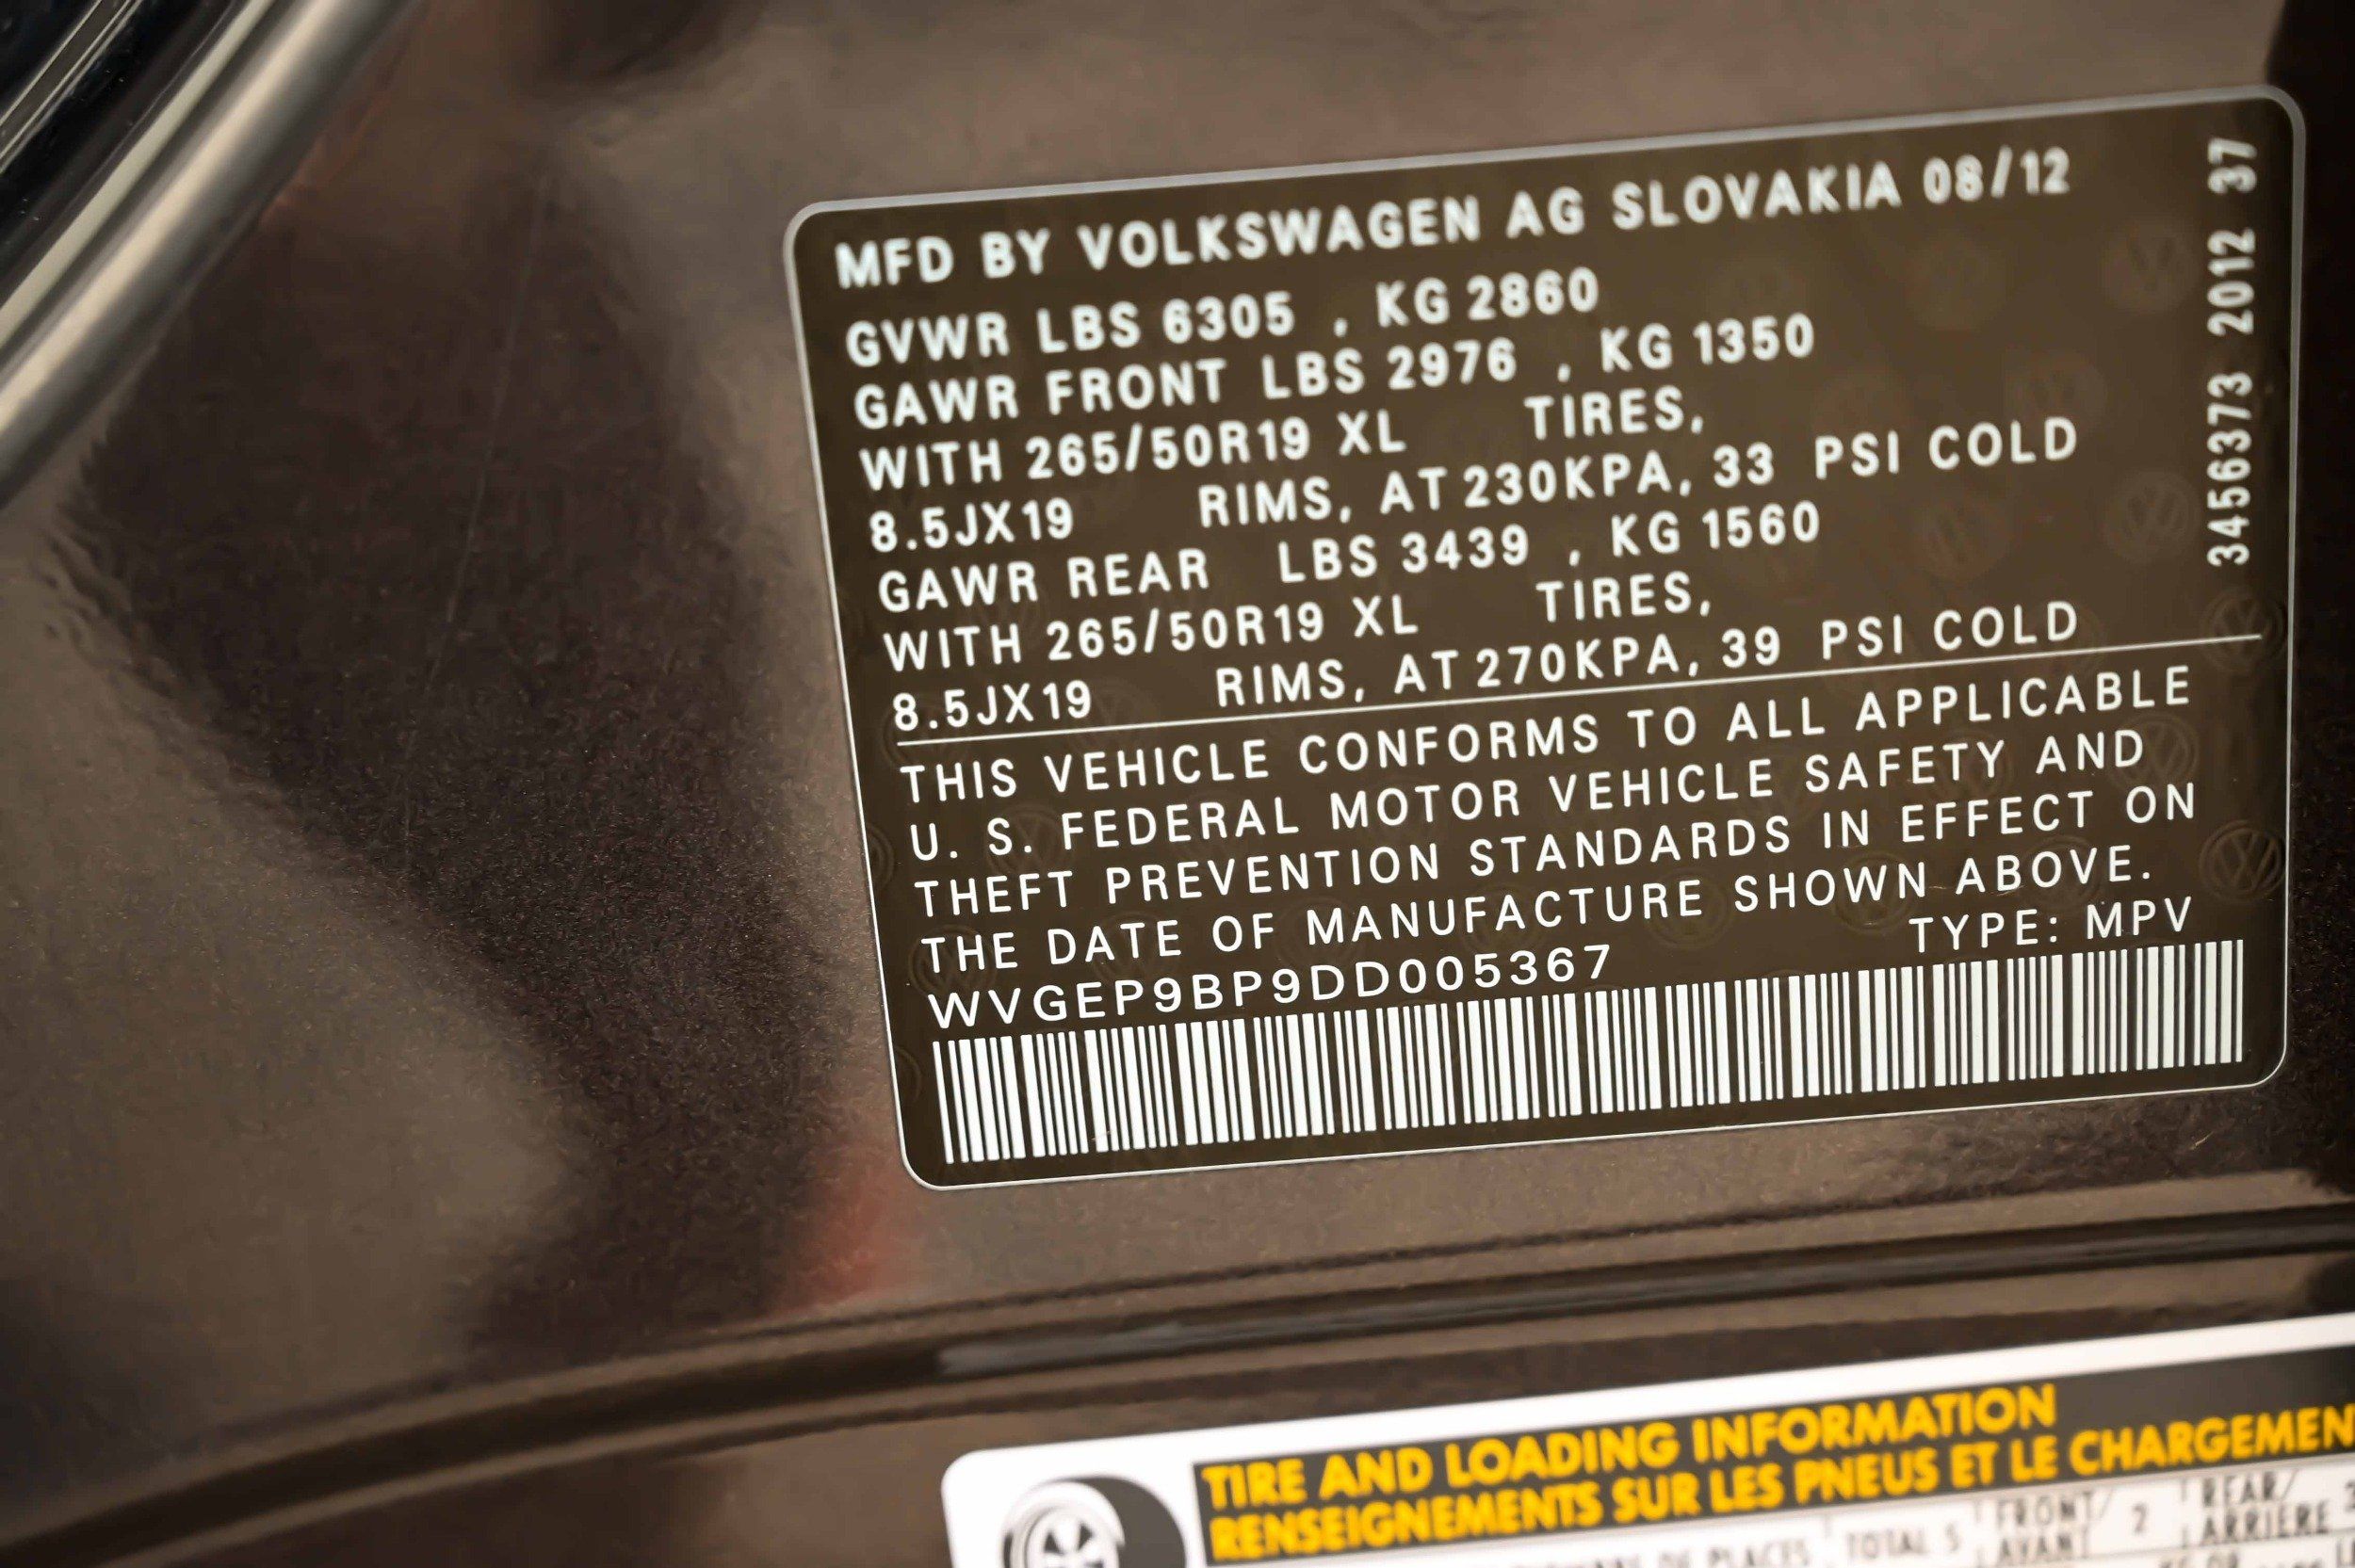 MFD BY VOLKSWAGEN AG SLOVAKIA 08/12
GVWR LBS 6305 , KG 2860
GAWR FRONT LBS 2976 , KG 1350
WITH 265/50R19 XL TIRES,
8.5JX19 RIMS, AT 230KPA, 33 PSI COLD
GAWR REAR LBS 3439 , KG 1560
WITH 265/50R19 XL TIRES,
8.5JX19 RIMS, AT 270KPA, 39 PSI COLD
3456373 2012 37
THIS VEHICLE CONFORMS TO ALL APPLICABLE
U. S. FEDERAL MOTOR VEHICLE SAFETY AND
THEFT PREVENTION STANDARDS IN EFFECT ON
THE DATE OF MANUFACTURE SHOWN ABOVE.
WVGEP9BP9DD005367 TYPE: MPV
TIRE AND LOADING INFORMATION
RENSEIGNEMENTS SUR LES PNEUS ET LE CHARGEMEN
FRONT/ REAR/
DE PLACES TOTAL 5 AVANT 2 ARRIÈRE